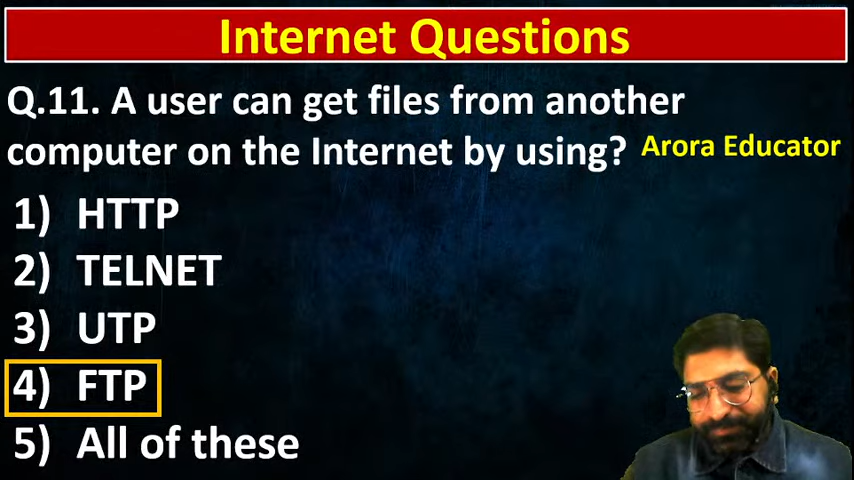 Internet Questions
Q.11. A user can get files from another
computer on the Internet by using? Arora Educator
1) HTTP
2) TELNET
3) UTP
4) FTP
5) All of these